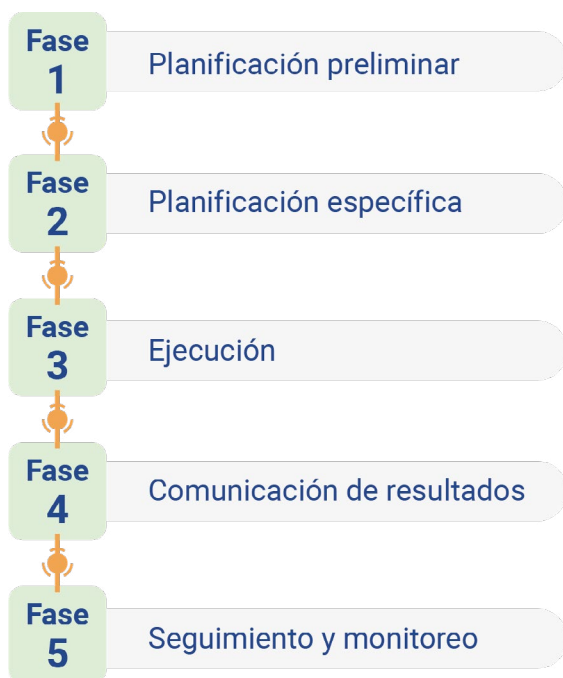 Fase
1
Planificación preliminar
Fase
2
Planificación específica
Fase
3
Ejecución
Fase
4
Comunicación de resultados
Fase
5
Seguimiento y monitoreo